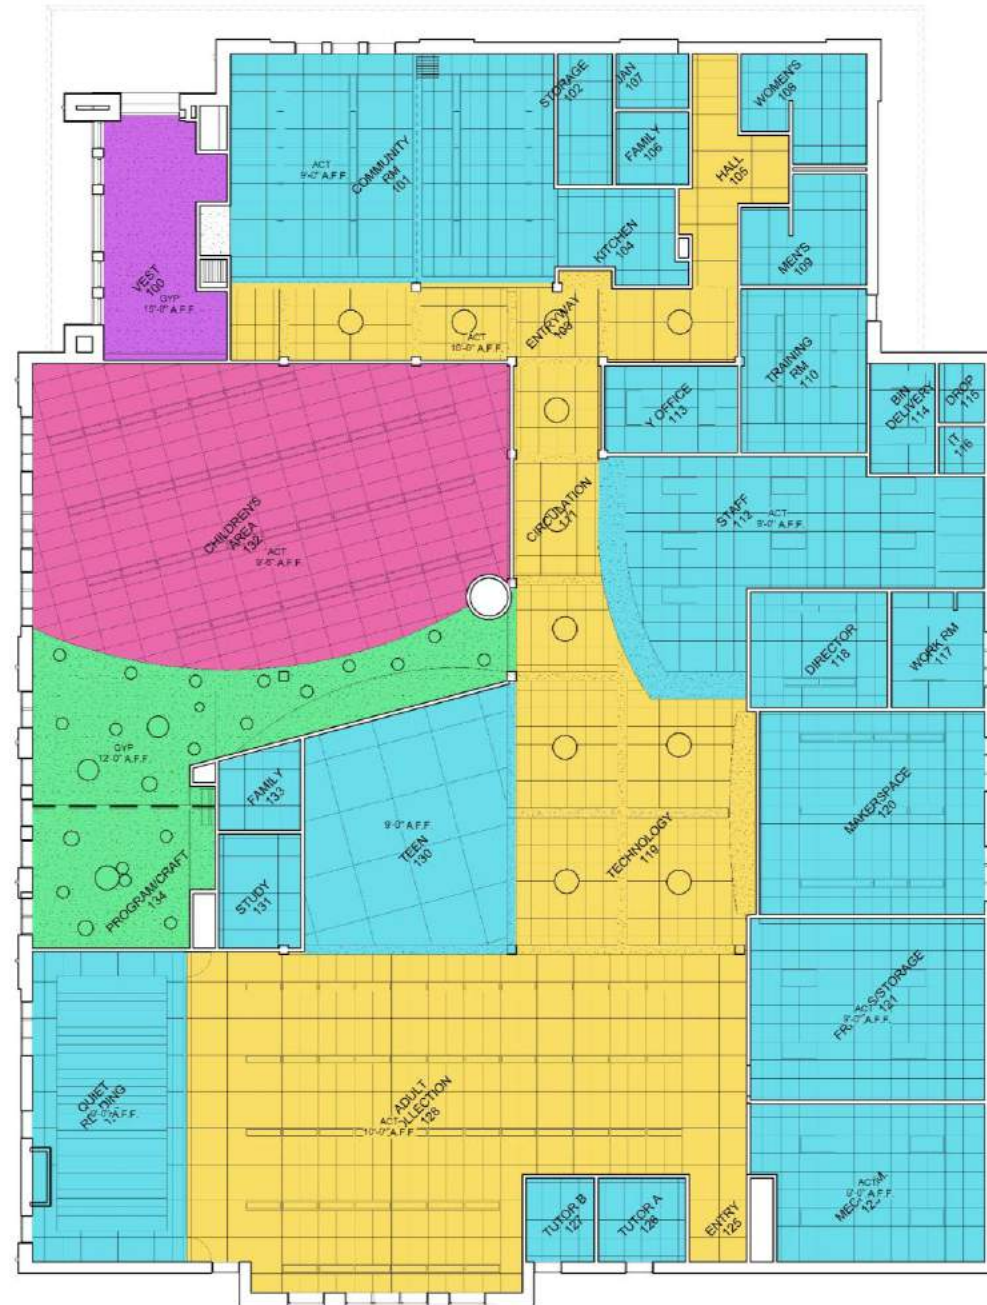 STORAGE
102
JAN
107
WOMEN'S
108
ACT
9'-0" A.F.F.
COMMUNITY
RM
101
FAMILY
106
HALL
105
KITCHEN
104
MEN'S
109
VEST
100
GYP
ENTRYWAY
103
ACT
10'-0" A.F.F.
TRAINING
RM
110
Y OFFICE
113
BIN
DELIVERY
114
DROP
115
IT
116
CHILDREN'S
AREA
132
ACT
9'-6" A.F.F.
CIRCULATION
STAFF
112
ACT
9'-0" A.F.F.
DIRECTOR
118
WORK RM
117
GYP
12'-0" A.F.F.
FAMILY
133
9'-0" A.F.F.
TEEN
130
TECHNOLOGY
119
MAKERSPACE
120
PROGRAM/CRAFT
134
STUDY
131
ACT
9'-0" A.F.F.
QUIET
ADULT
128
ACT
10'-0" A.F.F.
TUTOR B
127
TUTOR A
126
ENTRY
125
ACT